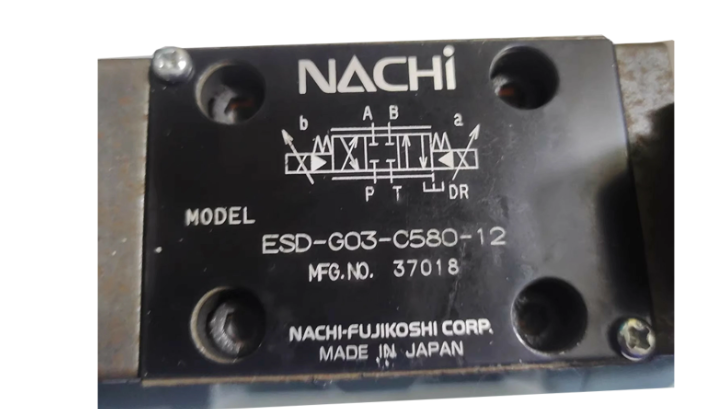 NACHi
A B
b a
P T DR
MODEL
ESD-G03-C580-12
MFG.NO. 37018
NACHI-FUJIKOSHI CORP.
MADE IN JAPAN